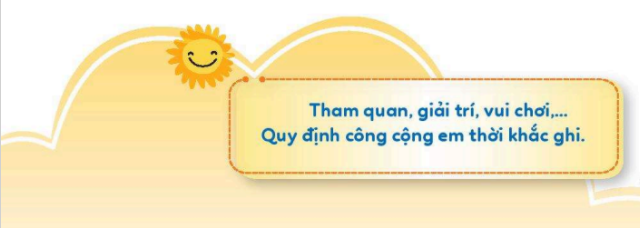 Tham quan, giải trí, vui chơi,...
Quy định công cộng em thời khắc ghi.